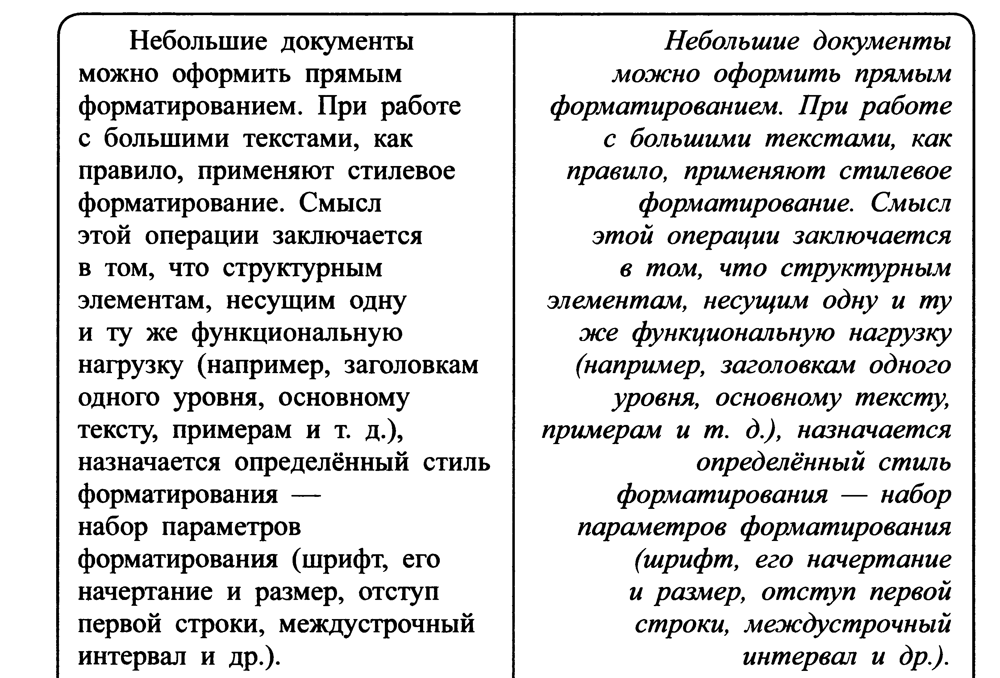 Небольшие документы
можно оформить прямым
форматированием. При работе
с большими текстами, как
правило, применяют стилевое
форматирование. Смысл
этой операции заключается
в том, что структурным
элементам, несущим одну
и ту же функциональную
нагрузку (например, заголовкам
одного уровня, основному
тексту, примерам и т. д.),
назначается определённый стиль
форматирования —
набор параметров
форматирования (шрифт, его
начертание и размер, отступ
первой строки, междустрочный
интервал и др.).
Небольшие документы
можно оформить прямым
форматированием. При работе
с большими текстами, как
правило, применяют стилевое
форматирование. Смысл
этой операции заключается
в том, что структурным
элементам, несущим одну и ту
же функциональную нагрузку
(например, заголовкам одного
уровня, основному тексту,
примерам и т. д.), назначается
определённый стиль
форматирования — набор
параметров форматирования
(шрифт, его начертание
и размер, отступ первой
строки, междустрочный
интервал и др.).